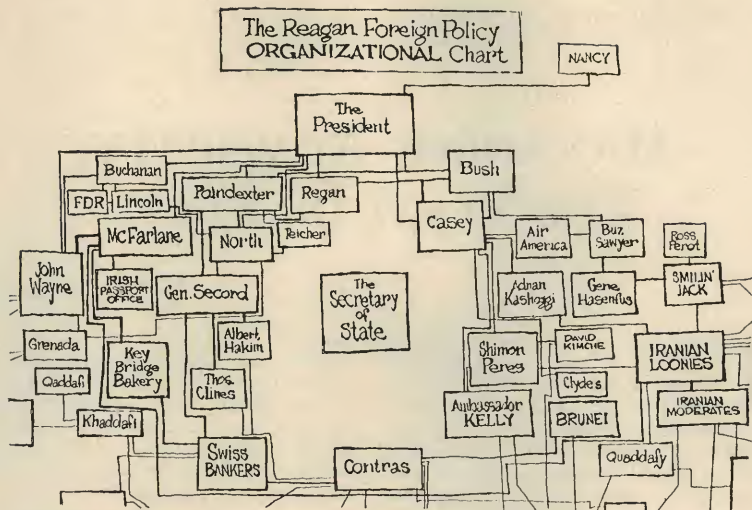 The Reagan Foreign Policy
ORGANIZATIONAL Chart
NANCY
The
President
Buchanan
Bush
Poindexter
Regan
FDR
Lincoln
McFarlane
North
Teicher
Casey
Air
America
Buz
Sawyer
Ross
Perot
John
Wayne
IRISH
PASSPORT
OFFICE
Gen. Secord
The
Secretary
of
State
Adnan
Kashoggi
Gene
Hasenfus
SMILIN'
JACK
Grenada
Key
Bridge
Bakery
Albert
Hakim
Shimon
Peres
DAVID
KIMCHE
IRANIAN
LOONIES
Qaddafi
Thos.
Clines
Clydes
Ambassador
KELLY
BRUNEI
IRANIAN
MODERATES
Khaddafi
Swiss
BANKERS
Contras
Quaddafy